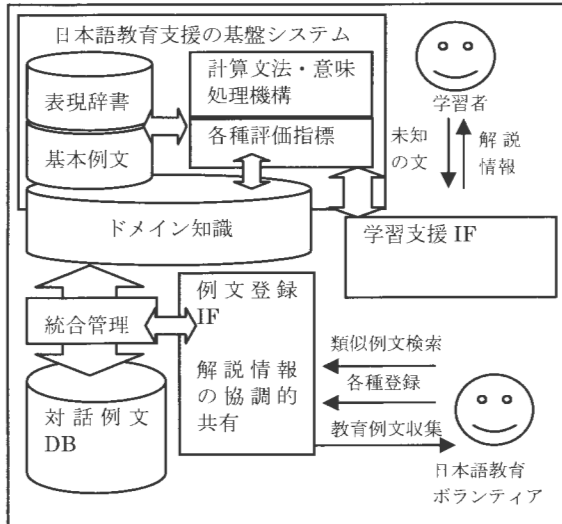 日本語教育支援の基盤システム
表現辞書
基本例文
計算文法・意味
処理機構
各種評価指標
ドメイン知識
学習者
未知
の文
解説
情報
学習支援 IF
統合管理
対話例文
DB
例文登録
IF
解説情報
の協調的
共有
類似例文検索
各種登録
教育例文収集
日本語教育
ボランティア